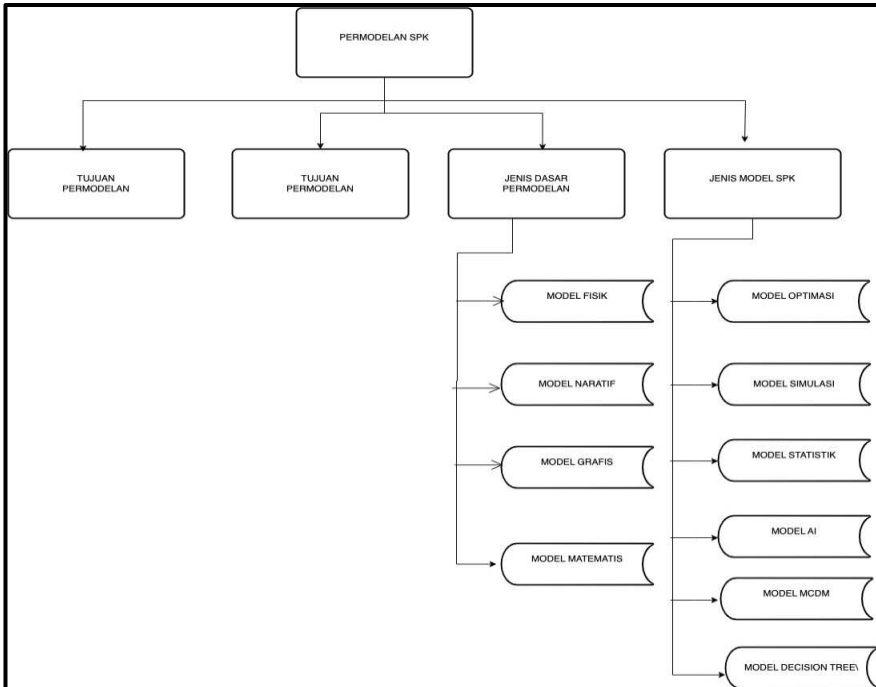 PERMODELAN SPK
TUJUAN
PERMODELAN
TUJUAN
PERMODELAN
JENIS DASAR
PERMODELAN
JENIS MODEL SPK
MODEL FISIK
MODEL NARATIF
MODEL GRAFIS
MODEL MATEMATIS
MODEL OPTIMASI
MODEL SIMULASI
MODEL STATISTIK
MODEL AI
MODEL MCDM
MODEL DECISION TREE\